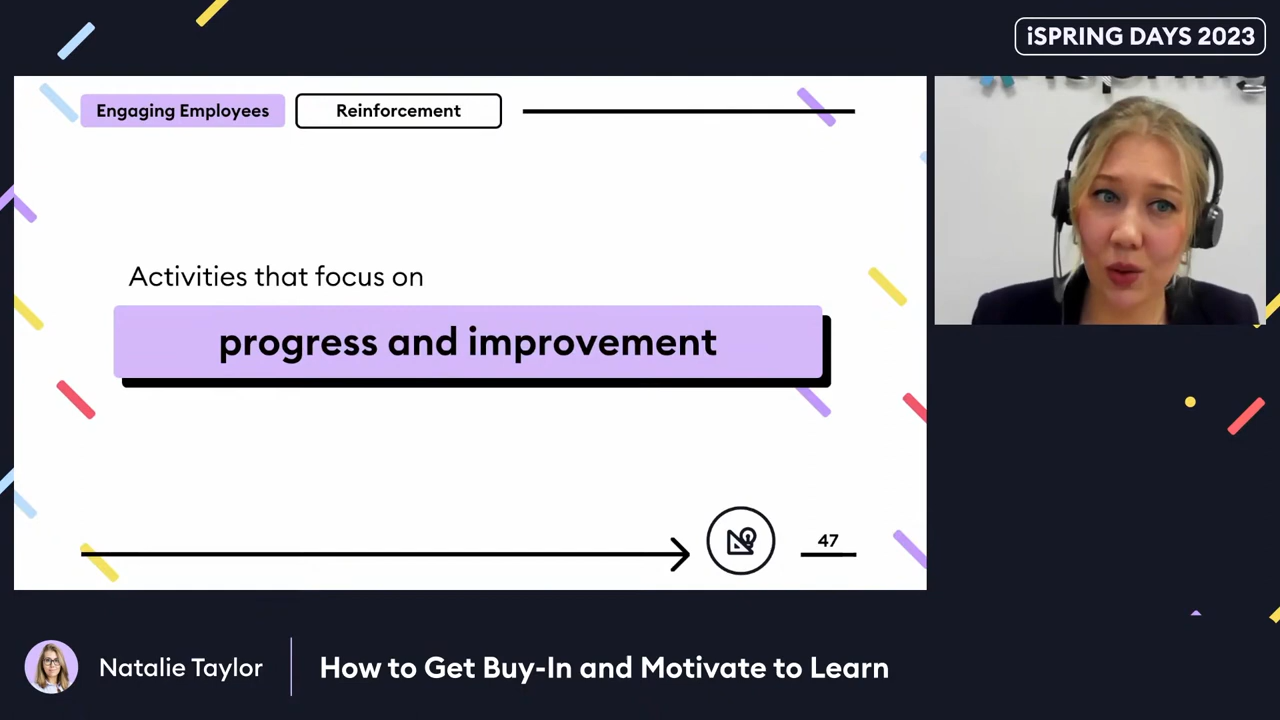 iSPRING DAYS 2023
Engaging Employees
Reinforcement
Activities that focus on
progress and improvement
47
Natalie Taylor
How to Get Buy-In and Motivate to Learn